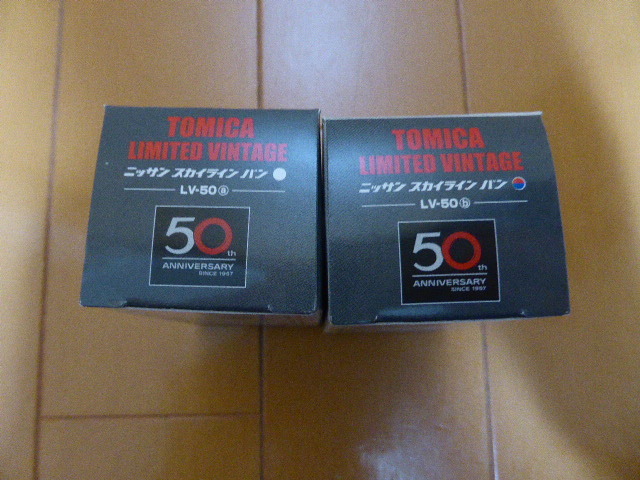 TOMICA
LIMITED VINTAGE
ニッサン スカイライン バン
LV-50ⓐ
50th
ANNIVERSARY
SINCE 1957
TOMICA
LIMITED VINTAGE
ニッサン スカイライン バン
LV-50ⓑ
50th
ANNIVERSARY
SINCE 1957